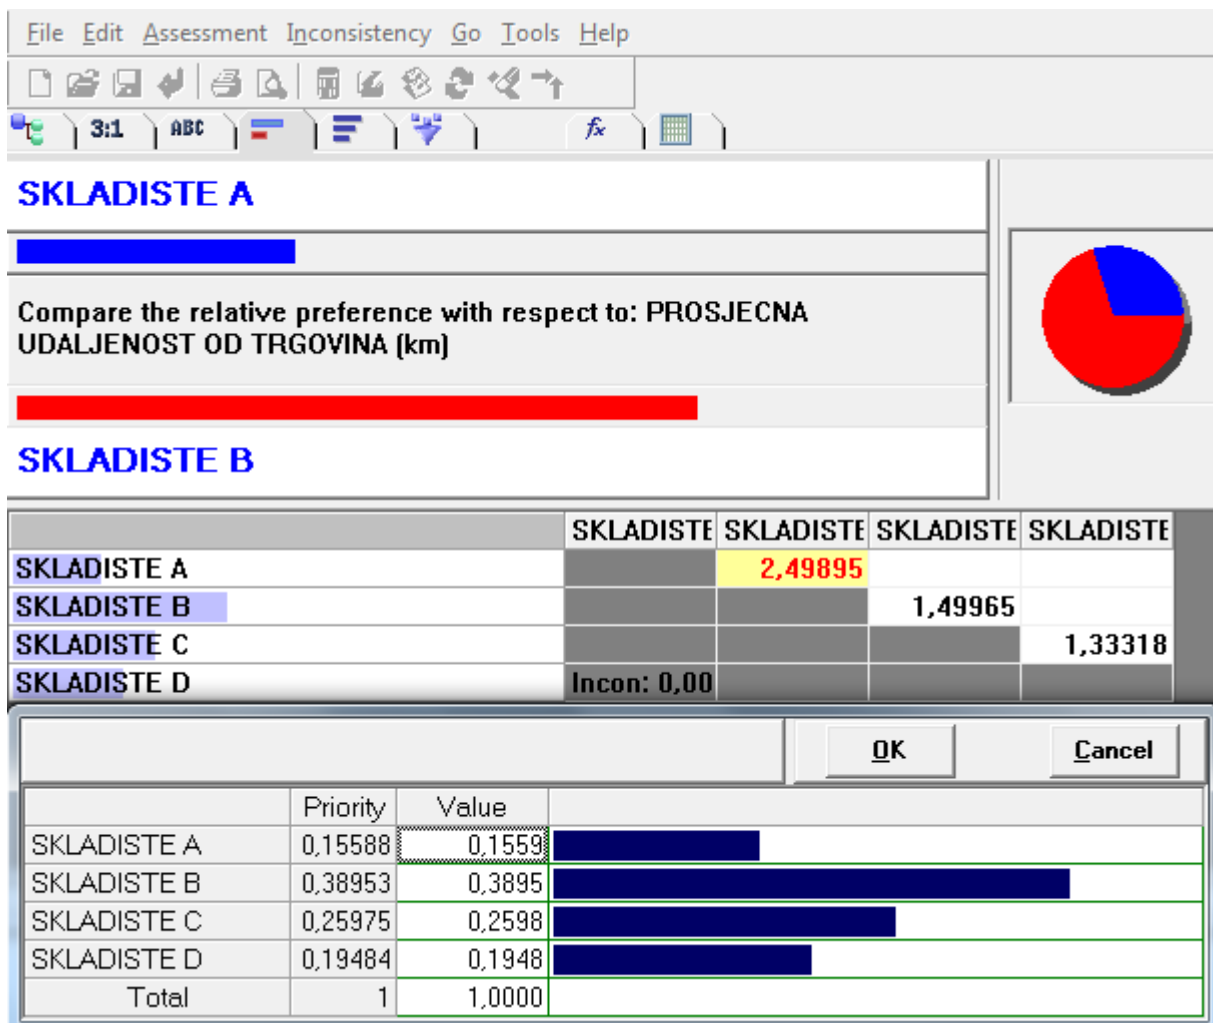 File Edit Assessment Inconsistency Go Tools Help
3:1 ABC fx
SKLADISTE A
Compare the relative preference with respect to: PROSJECNA
UDALJENOST OD TRGOVINA (km)
SKLADISTE B
SKLADISTE SKLADISTE SKLADISTE SKLADISTE
SKLADISTE A 2,49895
SKLADISTE B 1,49965
SKLADISTE C 1,33318
SKLADISTE D Incon: 0,00
OK Cancel
Priority Value
SKLADISTE A 0,15588 0,1559
SKLADISTE B 0,38953 0,3895
SKLADISTE C 0,25975 0,2598
SKLADISTE D 0,19484 0,1948
Total 1 1,0000